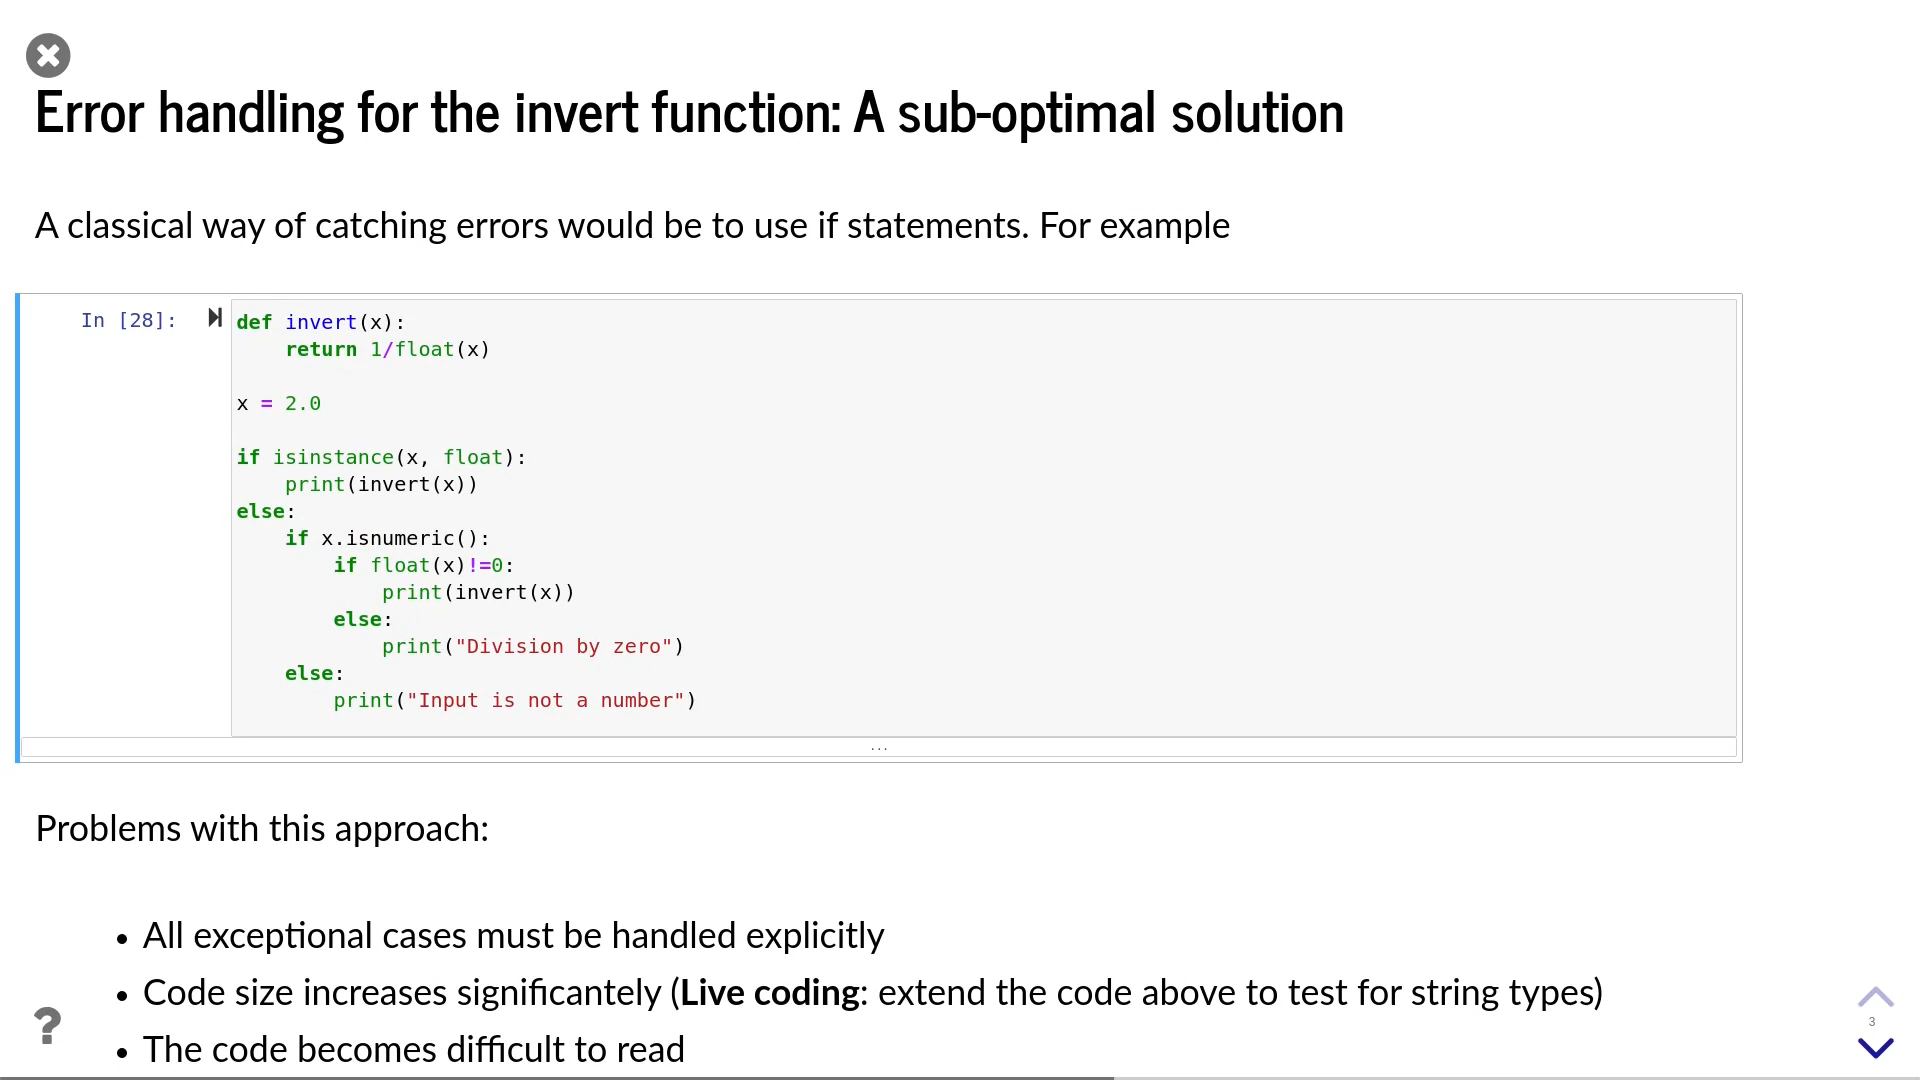 Error handling for the invert function: A sub-optimal solution
A classical way of catching errors would be to use if statements. For example
In [28]:
def invert(x):
    return 1/float(x)

x = 2.0

if isinstance(x, float):
    print(invert(x))
else:
    if x.isnumeric():
        if float(x)!=0:
            print(invert(x))
        else:
            print("Division by zero")
    else:
        print("Input is not a number")
...
Problems with this approach:
• All exceptional cases must be handled explicitly
• Code size increases significantely (Live coding: extend the code above to test for string types)
• The code becomes difficult to read
?
3